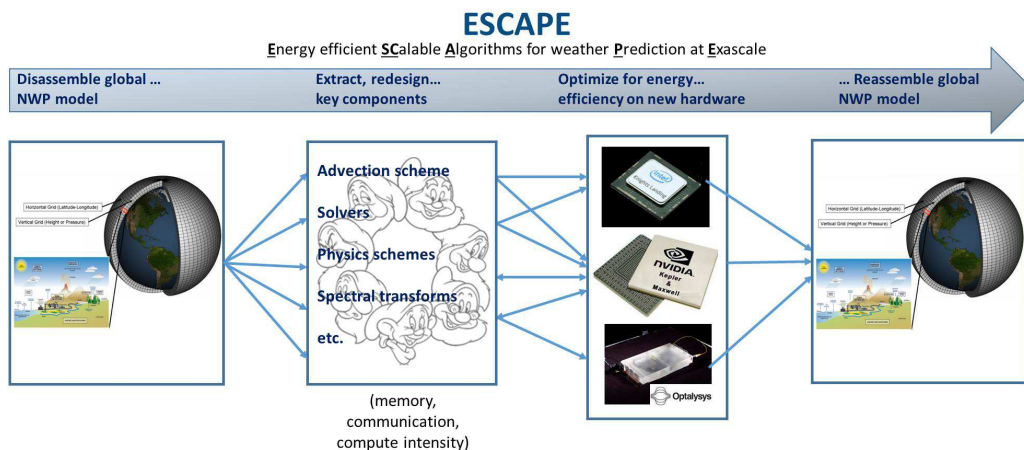 ESCAPE
Energy efficient SCalable Algorithms for weather Prediction at Exascale
Disassemble global ...
NWP model
Extract, redesign...
key components
Optimize for energy...
efficiency on new hardware
... Reassemble global
NWP model
Horizontal Grid (Latitude-Longitude)
Vertical Grid (Height or Pressure)
Advection scheme
Solvers
Physics schemes
Spectral transforms
etc.
(memory,
communication,
compute intensity)
intel
Knights Landing
NVIDIA.
Kepler
&
Maxwell
Optalysys
Horizontal Grid (Latitude-Longitude)
Vertical Grid (Height or Pressure)